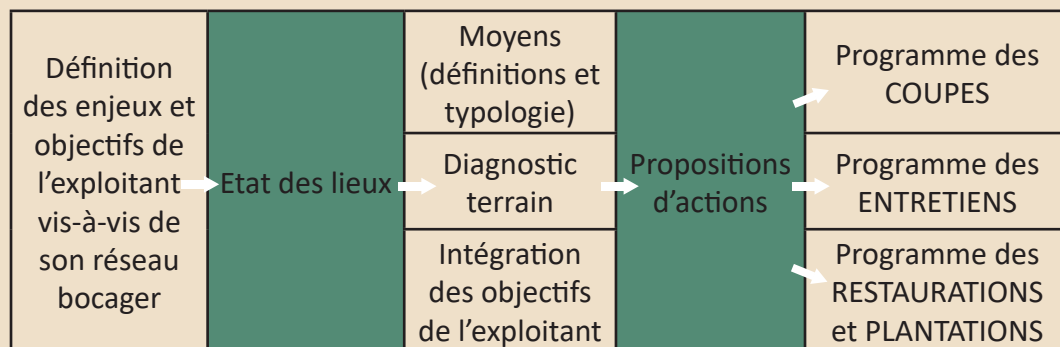 Définition
des enjeux et
objectifs de
l'exploitant
vis-à-vis de
son réseau
bocager
Etat des lieux
Moyens
(définitions et
typologie)
Diagnostic
terrain
Intégration
des objectifs
de l'exploitant
Propositions
d'actions
Programme des
COUPES
Programme des
ENTRETIENS
Programme des
RESTAURATIONS
et PLANTATIONS